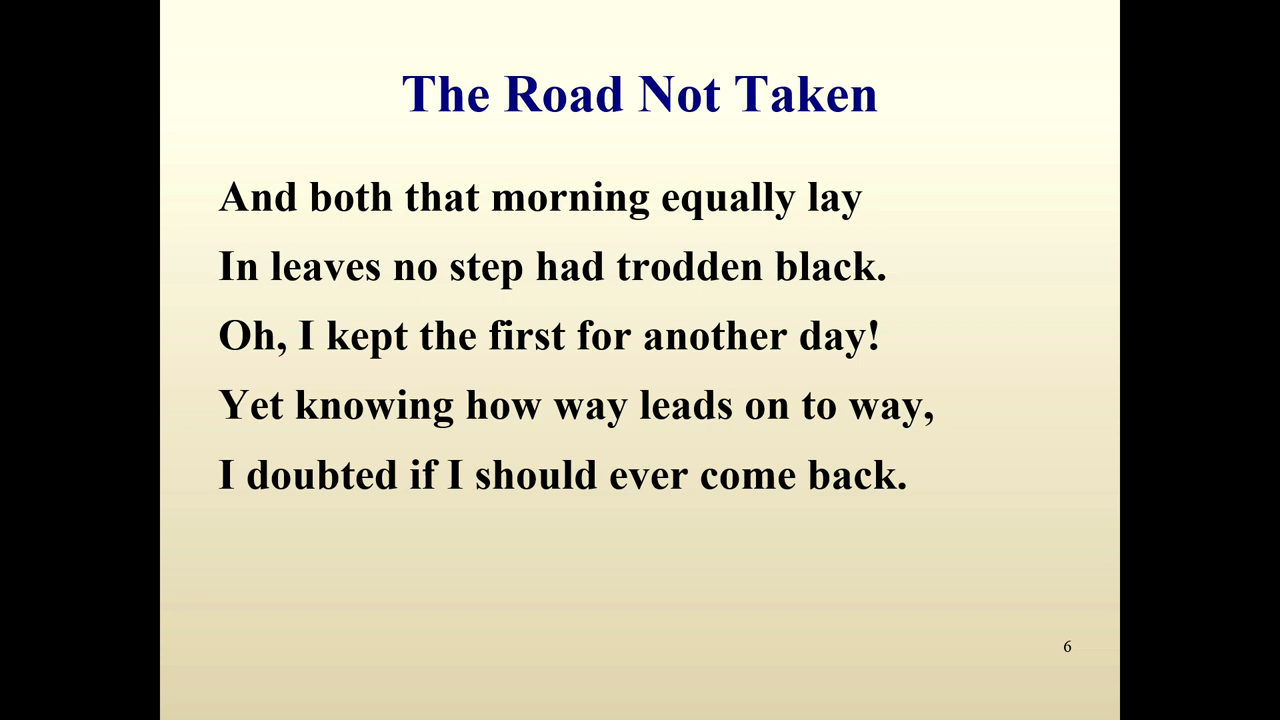 The Road Not Taken
And both that morning equally lay
In leaves no step had trodden black.
Oh, I kept the first for another day!
Yet knowing how way leads on to way,
I doubted if I should ever come back.
6